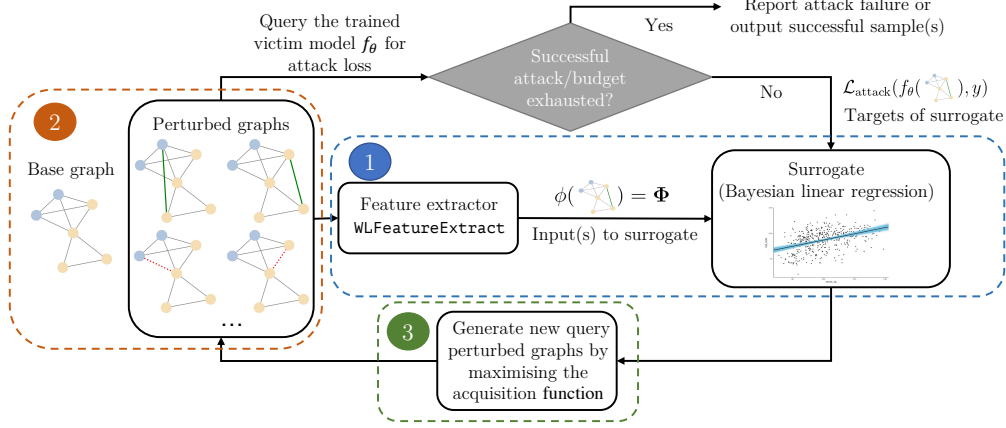 Query the trained
victim model fθ for
attack loss
Successful
attack/budget
exhausted?
Yes
Report attack failure or
output successful sample(s)
No
ℒattack(fθ( ), y)
Targets of surrogate
2
Base graph
Perturbed graphs
...
1
Feature extractor
WLFeatureExtract
ϕ( ) = Φ
Input(s) to surrogate
Surrogate
(Bayesian linear regression)
3
Generate new query
perturbed graphs by
maximising the
acquisition function